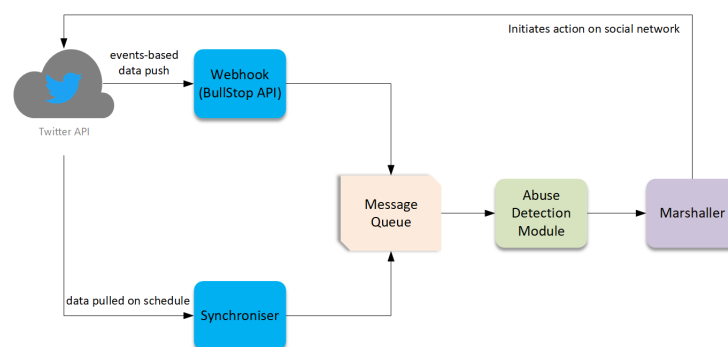 Initiates action on social network
events-based
data push
Webhook
(BullStop API)
Twitter API
Message
Queue
Abuse
Detection
Module
Marshaller
data pulled on schedule
Synchroniser